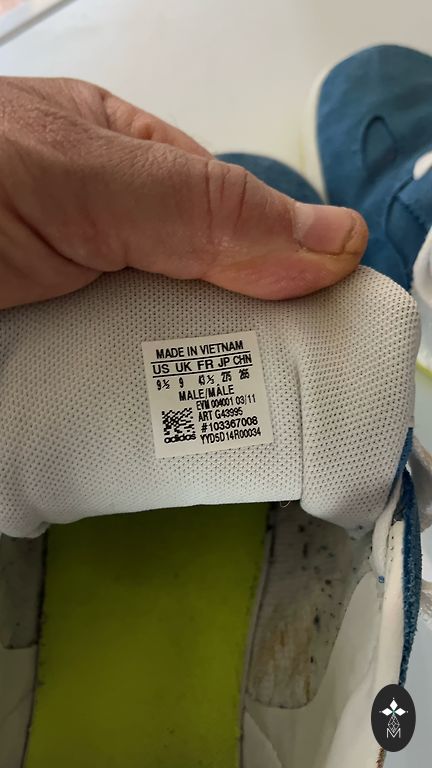 MADE IN VIETNAM
US UK FR JP CHN
9½ 9 43⅓ 275 265
MALE/MÂLE
EVM 004001 03/11
ART G43995
#103367008
adidas YYD5D14R00034
M